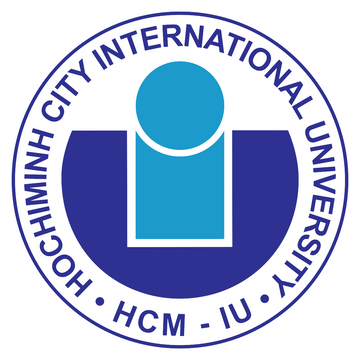 HOCHIMINH CITY INTERNATIONAL UNIVERSITY
• HCM - IU •